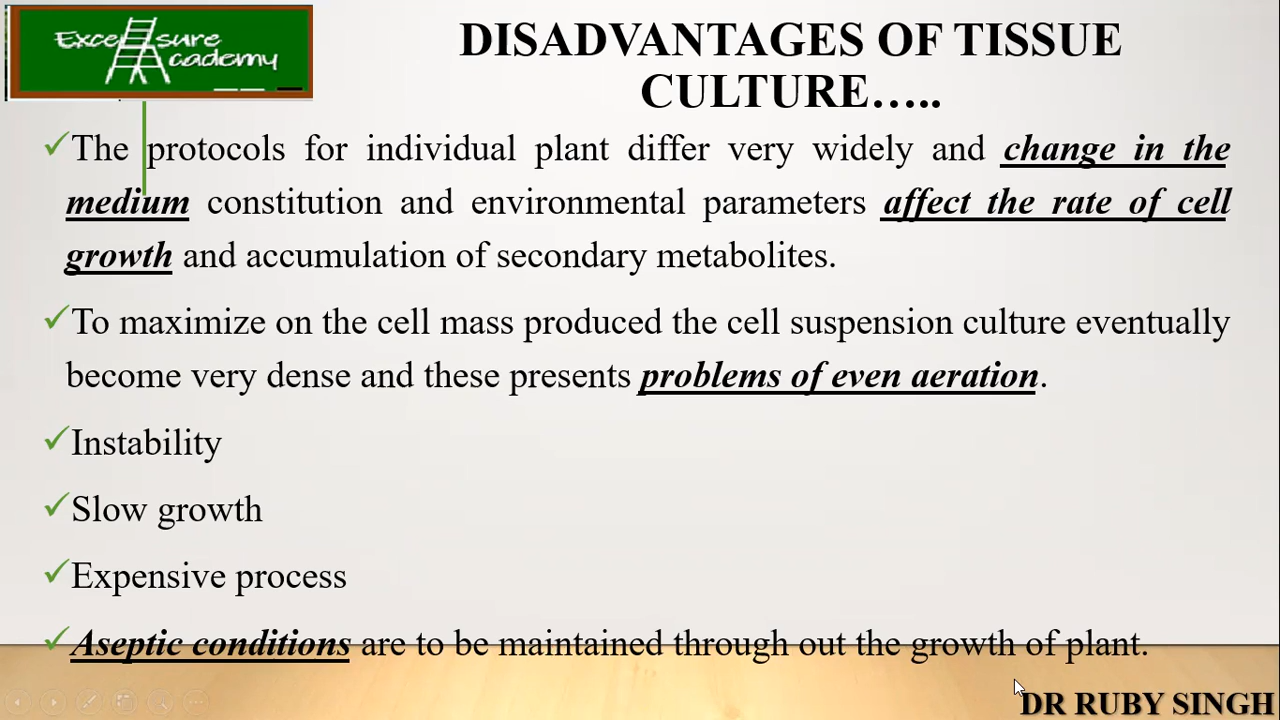 Excel sure
Academy
DISADVANTAGES OF TISSUE
CULTURE…..
✓The protocols for individual plant differ very widely and change in the
medium constitution and environmental parameters affect the rate of cell
growth and accumulation of secondary metabolites.
✓To maximize on the cell mass produced the cell suspension culture eventually
become very dense and these presents problems of even aeration.
✓Instability
✓Slow growth
✓Expensive process
✓Aseptic conditions are to be maintained through out the growth of plant.
DR RUBY SINGH